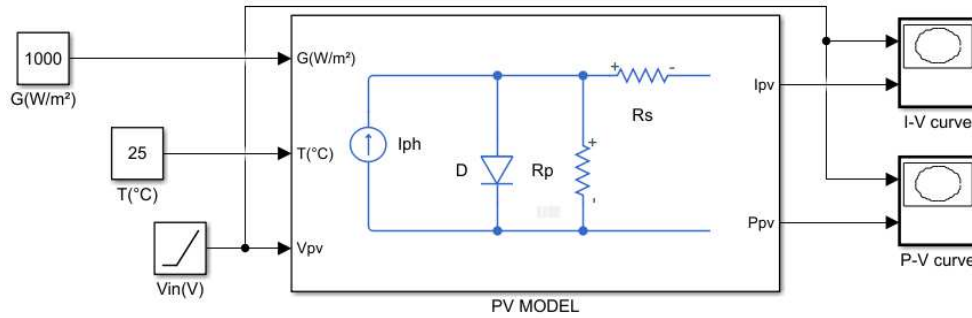 1000
G(W/m²)
25
T(°C)
Vin(V)
G(W/m²)
T(°C)
Vpv
Iph
D
Rp
+
-
+
-
Rs
Ipv
Ppv
PV MODEL
I-V curve
P-V curve